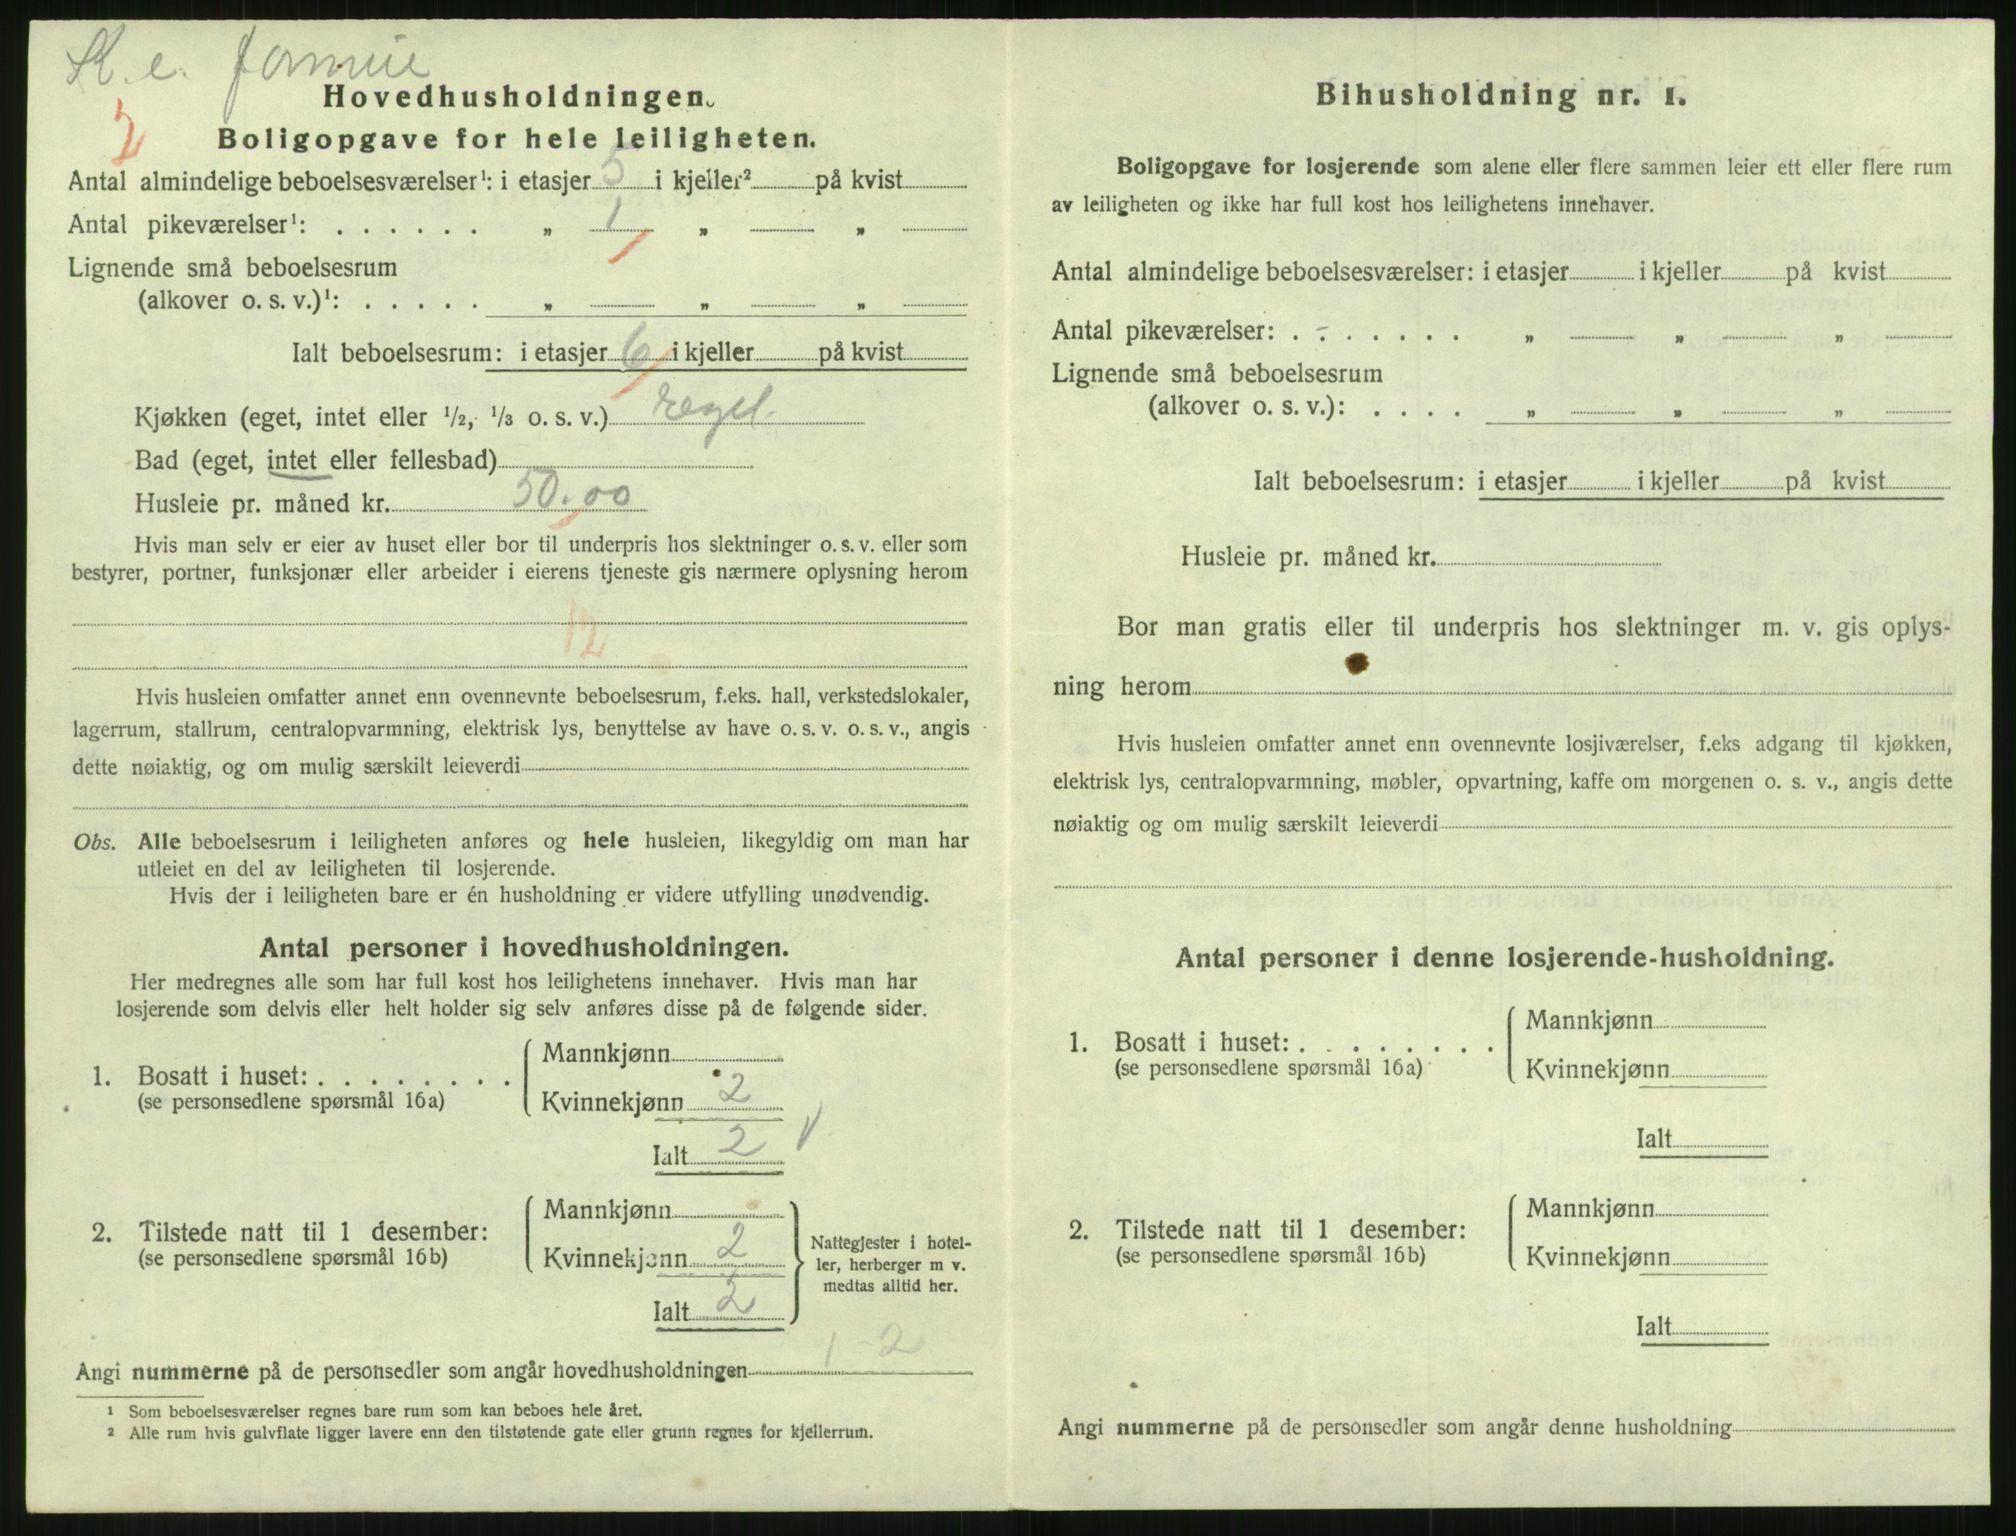 K. e.
2
Hovedhusholdningen.
Boligopgave for hele leiligheten.
Antal almindelige beboelsesværelser¹: i etasjer 5 i kjeller² på kvist
Antal pikeværelser¹: . . . . . . „ 1 „ „
Lignende små beboelsesrum
(alkover o. s. v.)¹: . . . . . „ „ „
Ialt beboelsesrum: i etasjer 6 i kjeller på kvist
Kjøkken (eget, intet eller ½, ⅓ o. s. v.) eget
Bad (eget, intet eller fellesbad)
Husleie pr. måned kr. 50.00
Hvis man selv er eier av huset eller bor til underpris hos slektninger o. s. v. eller som
bestyrer, portner, funksjonær eller arbeider i eierens tjeneste gis nærmere oplysning herom
12
Hvis husleien omfatter annet enn ovennevnte beboelsesrum, f.eks. hall, verkstedslokaler,
lagerrum, stallrum, centralopvarmning, elektrisk lys, benyttelse av have o. s. v. o. s. v., angis
dette nøiaktig, og om mulig særskilt leieverdi
Obs. Alle beboelsesrum i leiligheten anføres og hele husleien, likegyldig om man har
utleiet en del av leiligheten til losjerende.
Hvis der i leiligheten bare er én husholdning er videre utfylling unødvendig.
Antal personer i hovedhusholdningen.
Her medregnes alle som har full kost hos leilighetens innehaver. Hvis man har
losjerende som delvis eller helt holder sig selv anføres disse på de følgende sider.
1. Bosatt i huset: . . . . . . . .
(se personsedlene spørsmål 16a)
Mannkjønn
Kvinnekjønn 2
Ialt 2
2. Tilstede natt til 1 desember:
(se personsedlene spørsmål 16b)
Mannkjønn
Kvinnekjønn 2
Ialt 2
Nattegjester i hotel-
ler, herberger m v.
medtas alltid her.
Angi nummerne på de personsedler som angår hovedhusholdningen 1-2
¹ Som beboelsesværelser regnes bare rum som kan beboes hele året.
² Alle rum hvis gulvflate ligger lavere enn den tilstøtende gate eller grunn regnes for kjellerrum.
Bihusholdning nr. 1.
Boligopgave for losjerende som alene eller flere sammen leier ett eller flere rum
av leiligheten og ikke har full kost hos leilighetens innehaver.
Antal almindelige beboelsesværelser: i etasjer i kjeller på kvist
Antal pikeværelser: . . . . . . . „ „ „
Lignende små beboelsesrum
(alkover o. s. v.): . . . . „ „ „
Ialt beboelsesrum: i etasjer i kjeller på kvist
Husleie pr. måned kr.
Bor man gratis eller til underpris hos slektninger m. v. gis oplys-
ning herom
Hvis husleien omfatter annet enn ovennevnte losjiværelser, f.eks adgang til kjøkken,
elektrisk lys, centralopvarmning, møbler, opvartning, kaffe om morgenen o. s. v., angis dette
nøiaktig og om mulig særskilt leieverdi
Antal personer i denne losjerende-husholdning.
1. Bosatt i huset: . . . . . . . .
(se personsedlene spørsmål 16a)
Mannkjønn
Kvinnekjønn
Ialt
2. Tilstede natt til 1 desember:
(se personsedlene spørsmål 16b)
Mannkjønn
Kvinnekjønn
Ialt
Angi nummerne på de personsedler som angår denne husholdning